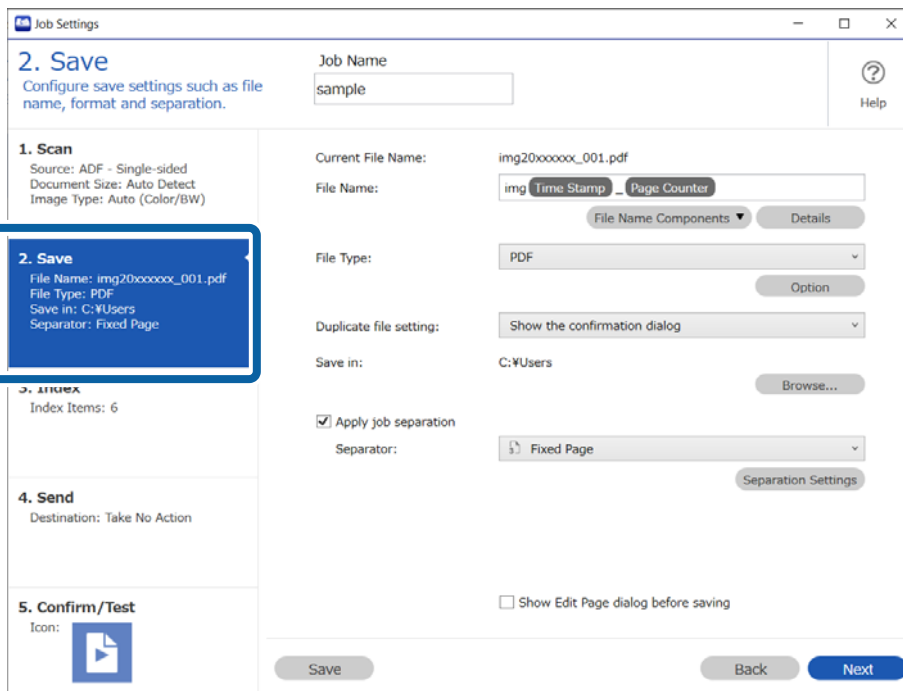 Job Settings
2. Save
Configure save settings such as file
name, format and separation.
Job Name
sample
Help
1. Scan
Source: ADF - Single-sided
Document Size: Auto Detect
Image Type: Auto (Color/BW)
2. Save
File Name: img20xxxxxx_001.pdf
File Type: PDF
Save in: C:¥Users
Separator: Fixed Page
3. Index
Index Items: 6
4. Send
Destination: Take No Action
5. Confirm/Test
Icon:
Current File Name: img20xxxxxx_001.pdf
File Name: img Time Stamp _ Page Counter
File Name Components ▼ Details
File Type: PDF
Option
Duplicate file setting: Show the confirmation dialog
Save in: C:¥Users
Browse...
Apply job separation
Separator: Fixed Page
Separation Settings
Show Edit Page dialog before saving
Save Back Next